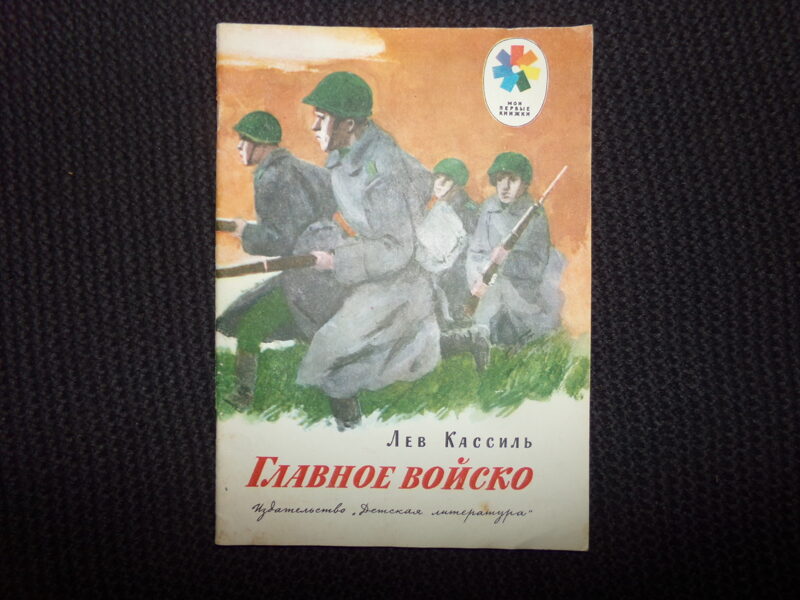 МОИ
ПЕРВЫЕ
КНИЖКИ
ЛЕВ КАССИЛЬ
ГЛАВНОЕ ВОЙСКО
Издательство „Детская литература"